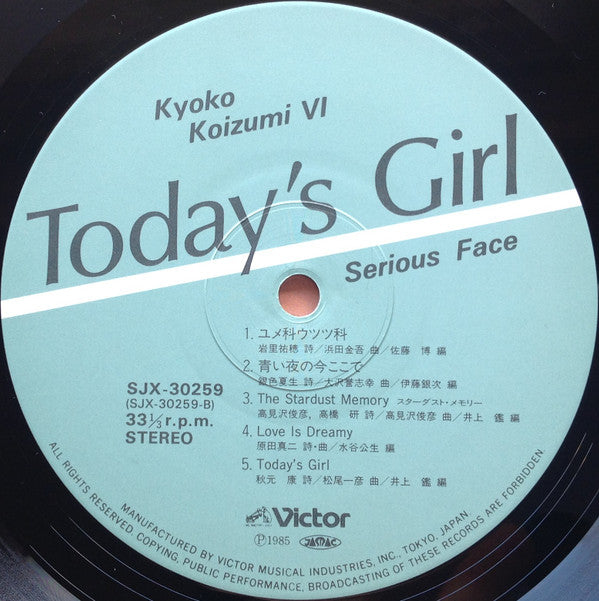 Kyoko
Koizumi VI
Today's Girl
Serious Face
1. ユメ科ウツツ科
岩里祐穂 詩/浜田金吾 曲/佐藤 博 編
2. 青い夜の今ここで
銀色夏生 詩/大沢誉志幸 曲/伊藤銀次 編
3. The Stardust Memory スターダスト・メモリー
高見沢俊彦、高橋 研 詩/高見沢俊彦 曲/井上 鑑 編
4. Love Is Dreamy
原田真二 詩・曲/水谷公生 編
5. Today's Girl
秋元 康 詩/松尾一彦 曲/井上 鑑 編
SJX-30259
(SJX-30259-B)
33⅓ r.p.m.
STEREO
Victor
Ⓟ1985 JASRAC
MANUFACTURED BY VICTOR MUSICAL INDUSTRIES, INC., TOKYO, JAPAN.
ALL RIGHTS RESERVED. COPYING, PUBLIC PERFORMANCE, BROADCASTING OF THESE RECORDS ARE FORBIDDEN.